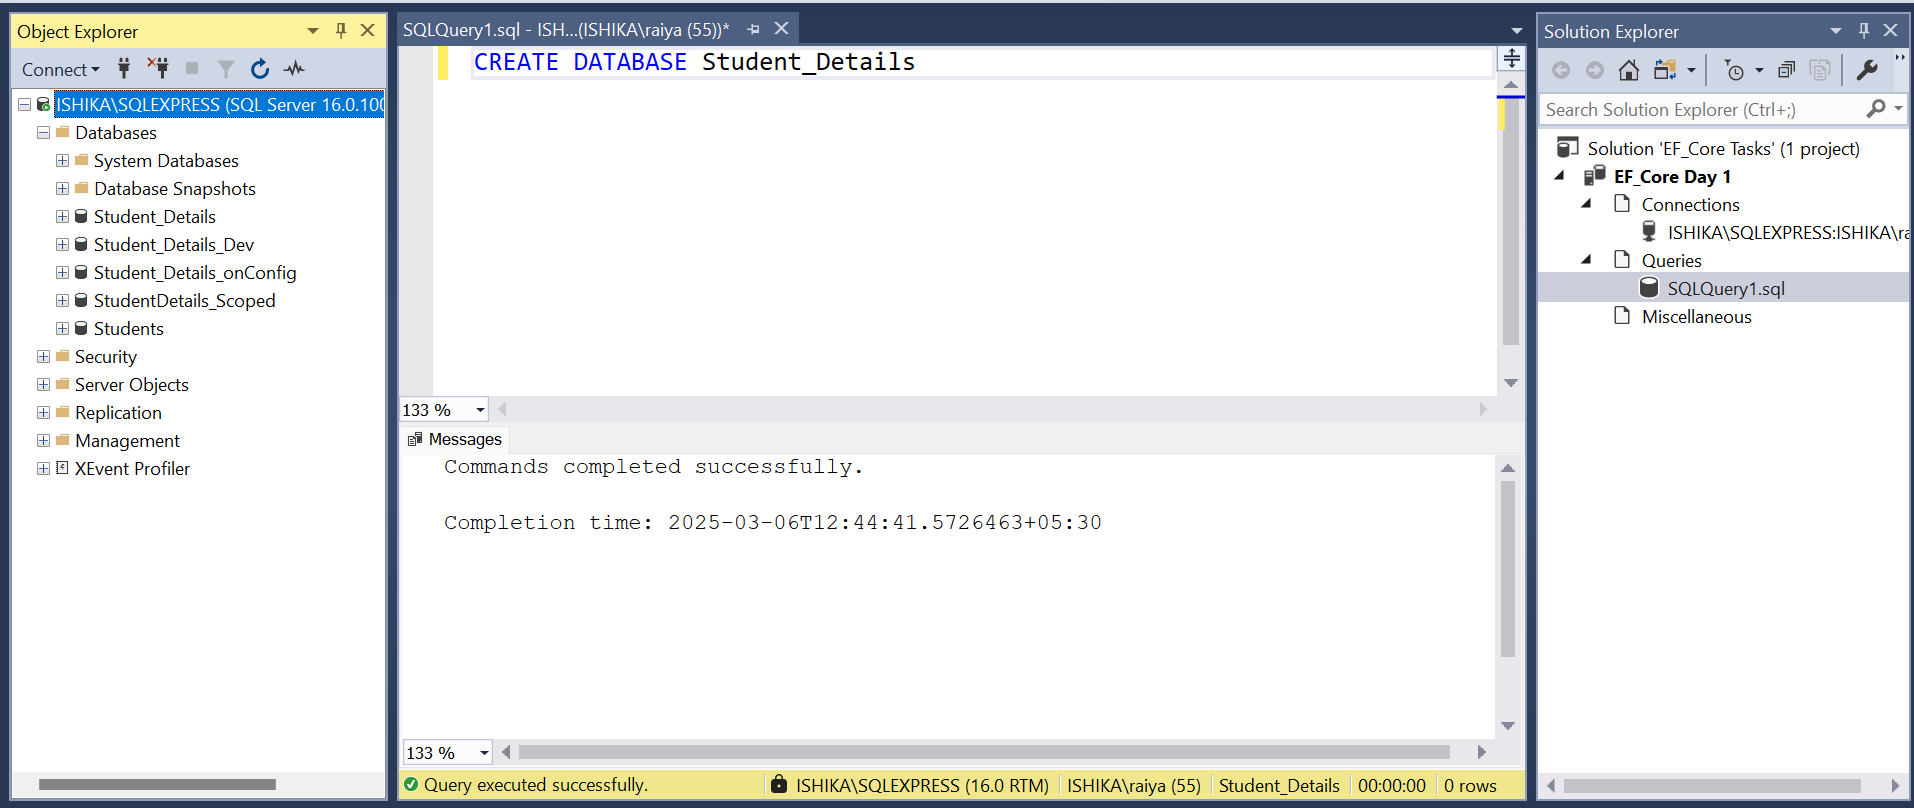 Object Explorer
Connect
ISHIKA\SQLEXPRESS (SQL Server 16.0.100
Databases
System Databases
Database Snapshots
Student_Details
Student_Details_Dev
Student_Details_onConfig
StudentDetails_Scoped
Students
Security
Server Objects
Replication
Management
XEvent Profiler
SQLQuery1.sql - ISH...(ISHIKA\raiya (55))*
CREATE DATABASE Student_Details
133 %
Messages
Commands completed successfully.
Completion time: 2025-03-06T12:44:41.5726463+05:30
133 %
Query executed successfully.
ISHIKA\SQLEXPRESS (16.0 RTM)
ISHIKA\raiya (55)
Student_Details
00:00:00
0 rows
Solution Explorer
Search Solution Explorer (Ctrl+;)
Solution 'EF_Core Tasks' (1 project)
EF_Core Day 1
Connections
ISHIKA\SQLEXPRESS:ISHIKA\ra
Queries
SQLQuery1.sql
Miscellaneous